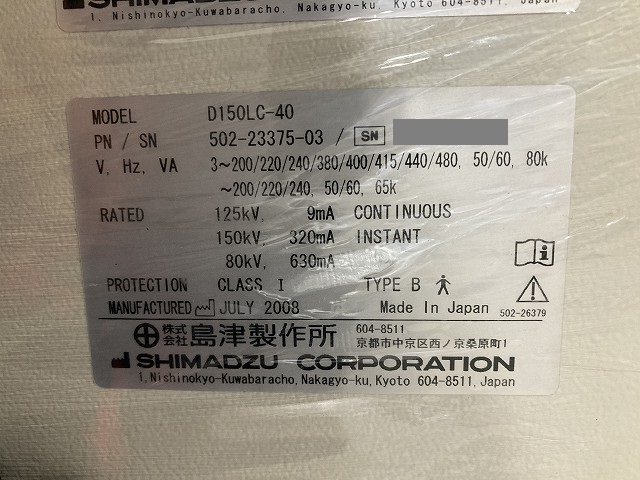 SHIMADZU CORPORATION
1, Nishinokyo-Kuwabaracho, Nakagyo-ku, Kyoto 604-8511, Japan
MODEL D150LC-40
PN / SN 502-23375-03 / SN
V, Hz, VA 3~200/220/240/380/400/415/440/480, 50/60, 80k
~200/220/240, 50/60, 65k
RATED 125kV, 9mA CONTINUOUS
150kV, 320mA INSTANT
80kV, 630mA
PROTECTION CLASS I TYPE B
MANUFACTURED JULY 2008 Made In Japan 502-26379
株式会社 島津製作所 604-8511
京都市中京区西ノ京桑原町1
SHIMADZU CORPORATION
1, Nishinokyo-Kuwabaracho, Nakagyo-ku, Kyoto 604-8511, Japan